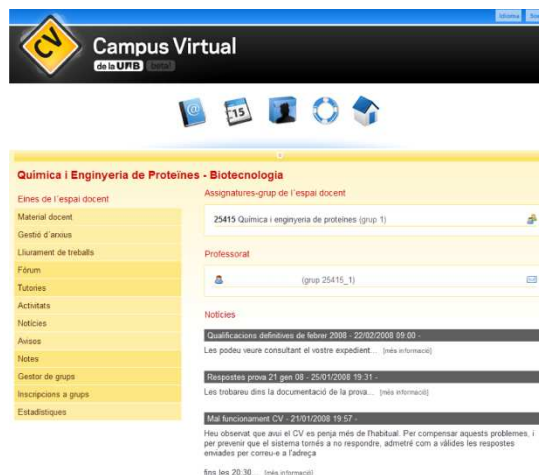 Idioma
CV
Campus Virtual
de la UAB beta!
@
15
Química i Enginyeria de Proteïnes - Biotecnologia
Eines de l´espai docent
Material docent
Gestió d´arxius
Lliurament de treballs
Fòrum
Tutories
Activitats
Notícies
Avisos
Notes
Gestor de grups
Inscripcions a grups
Estadístiques
Assignatures-grup de l´espai docent
25415 Química i enginyeria de proteïnes (grup 1)
Professorat
(grup 25415_1)
Notícies
Qualificacions definitives de febrer 2008 - 22/02/2008 09:00 -
Les podeu veure consultant el vostre expedient... [més informació]
Respostes prova 21 gen 08 - 25/01/2008 19:31 -
Les trobareu dins la documentació de la prova... [més informació]
Mal funcionament CV - 21/01/2008 19:57 -
Heu observat que avui el CV es penja més de l'habitual. Per compensar aquests problemes, i
per prevenir que el sistema tornés a no respondre, admetré com a vàlides les respostes
enviades per correu-e a l'adreça
fins les 20:30... [més informació]